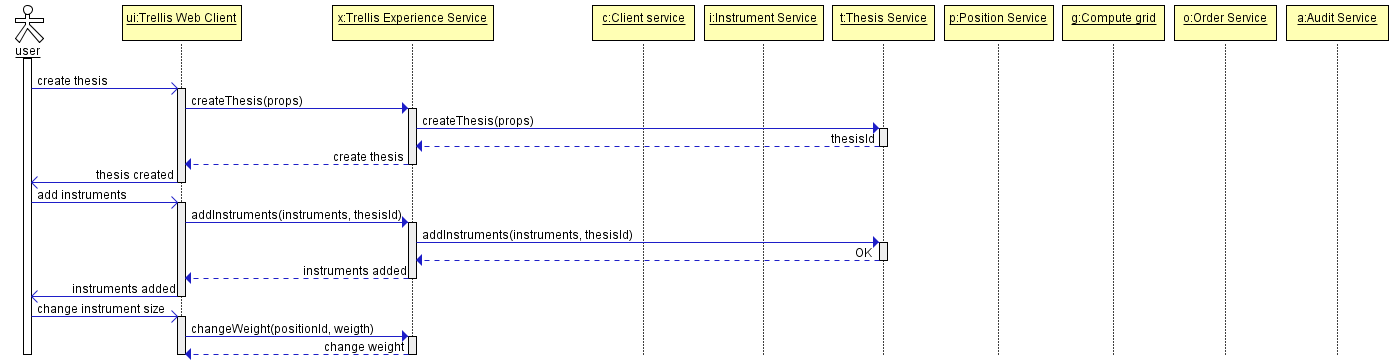 ui:Trellis Web Client
x:Trellis Experience Service
c:Client service
i:Instrument Service
t:Thesis Service
p:Position Service
g:Compute grid
o:Order Service
a:Audit Service
user
create thesis
createThesis(props)
createThesis(props)
thesisId
create thesis
thesis created
add instruments
addInstruments(instruments, thesisId)
addInstruments(instruments, thesisId)
OK
instruments added
instruments added
change instrument size
changeWeight(positionId, weigth)
change weight